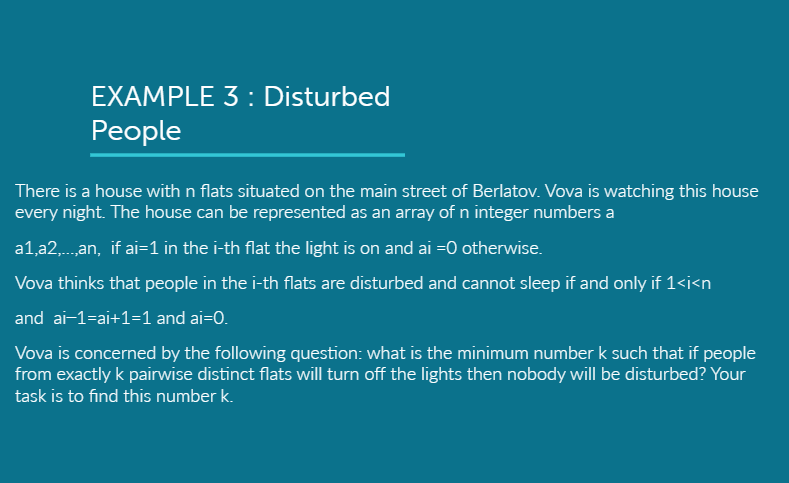 EXAMPLE 3 : Disturbed
People
There is a house with n flats situated on the main street of Berlatov. Vova is watching this house
every night. The house can be represented as an array of n integer numbers a
a1,a2,...,an,  if ai=1 in the i-th flat the light is on and ai =0 otherwise.
Vova thinks that people in the i-th flats are disturbed and cannot sleep if and only if 1<i<n
and  ai−1=ai+1=1 and ai=0.
Vova is concerned by the following question: what is the minimum number k such that if people
from exactly k pairwise distinct flats will turn off the lights then nobody will be disturbed? Your
task is to find this number k.